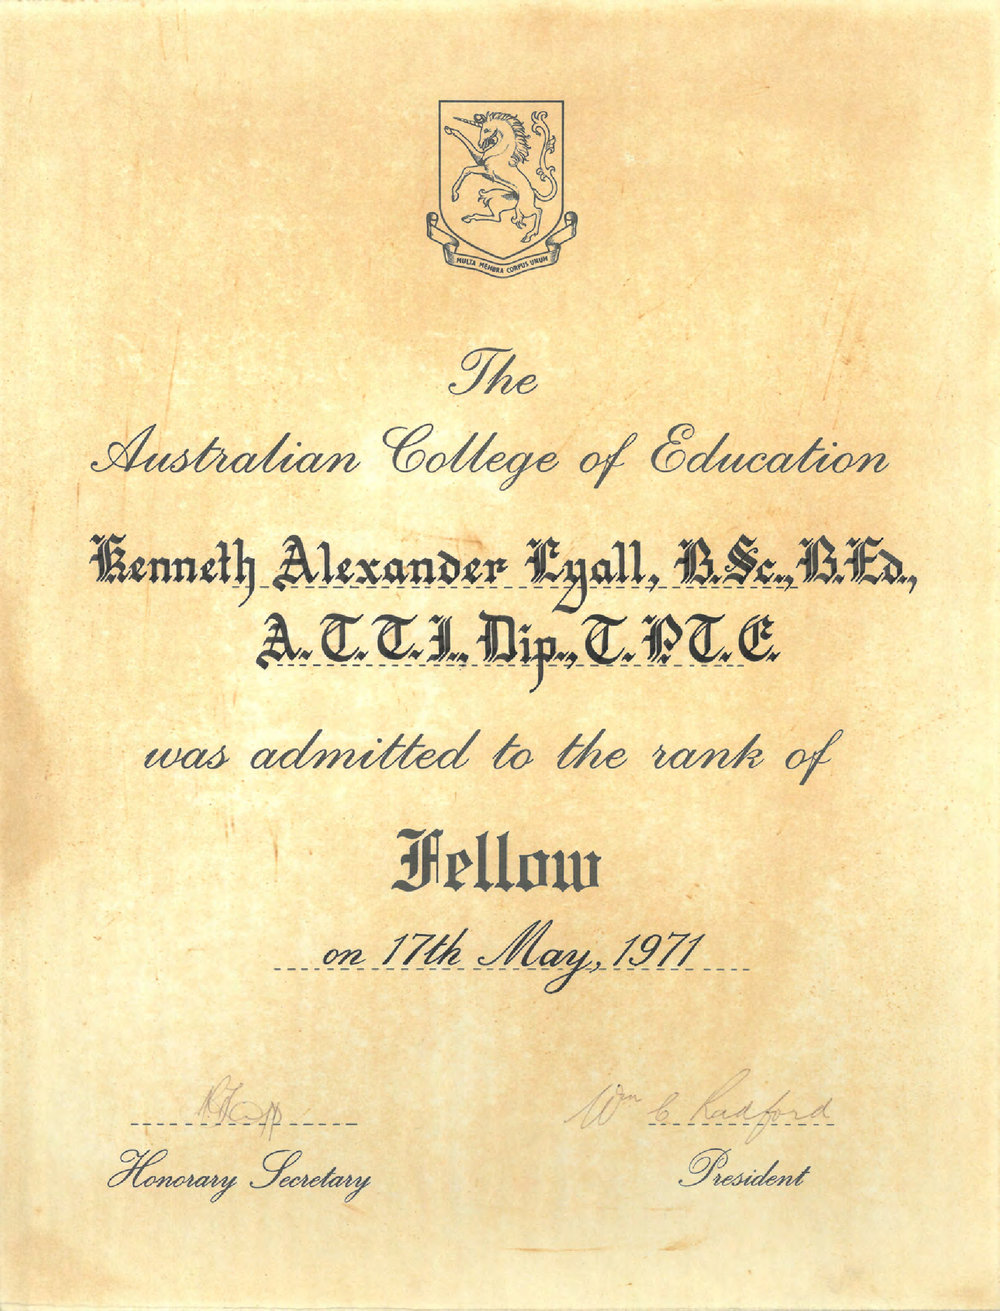 MULTA MEMBRA CORPUS UNUM
The
Australian College of Education
Kenneth Alexander Lyall, B.Sc., B.Ed.,
A.T.T.I., Dip., T.P.T.C.
was admitted to the rank of
Fellow
on 17th May, 1971
Wm C Radford
Honorary Secretary President